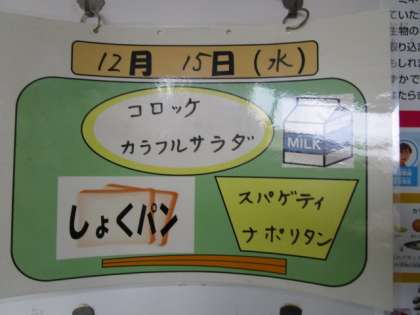 12月 15日(水)
コロッケ
カラフルサラダ
MILK
しょくパン
スパゲティ
ナポリタン